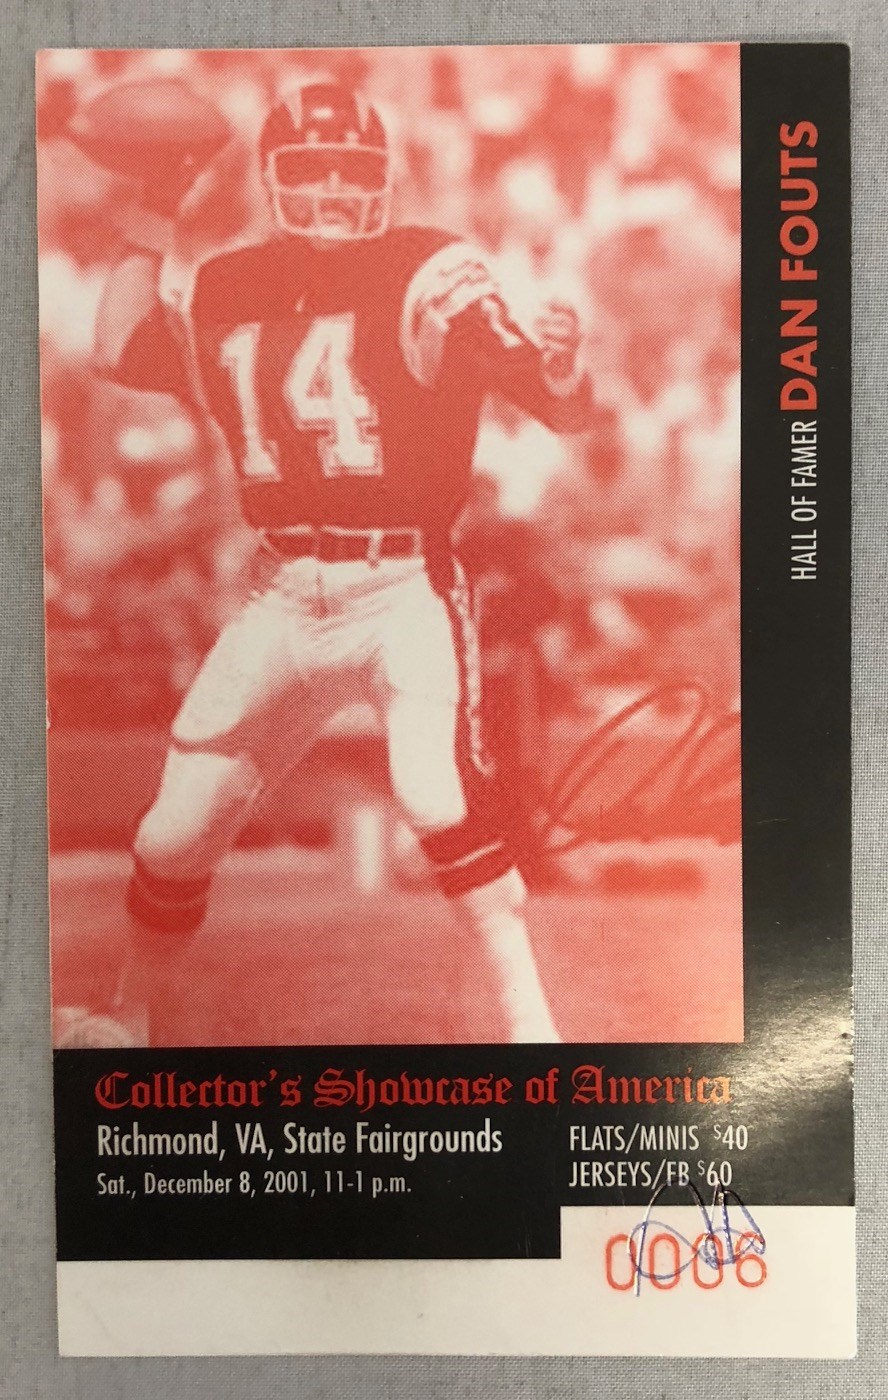 14
HALL OF FAMER DAN FOUTS
Collector's Showcase of America
Richmond, VA, State Fairgrounds
Sat., December 8, 2001, 11-1 p.m.
FLATS/MINIS $40
JERSEYS/FB $60
0006